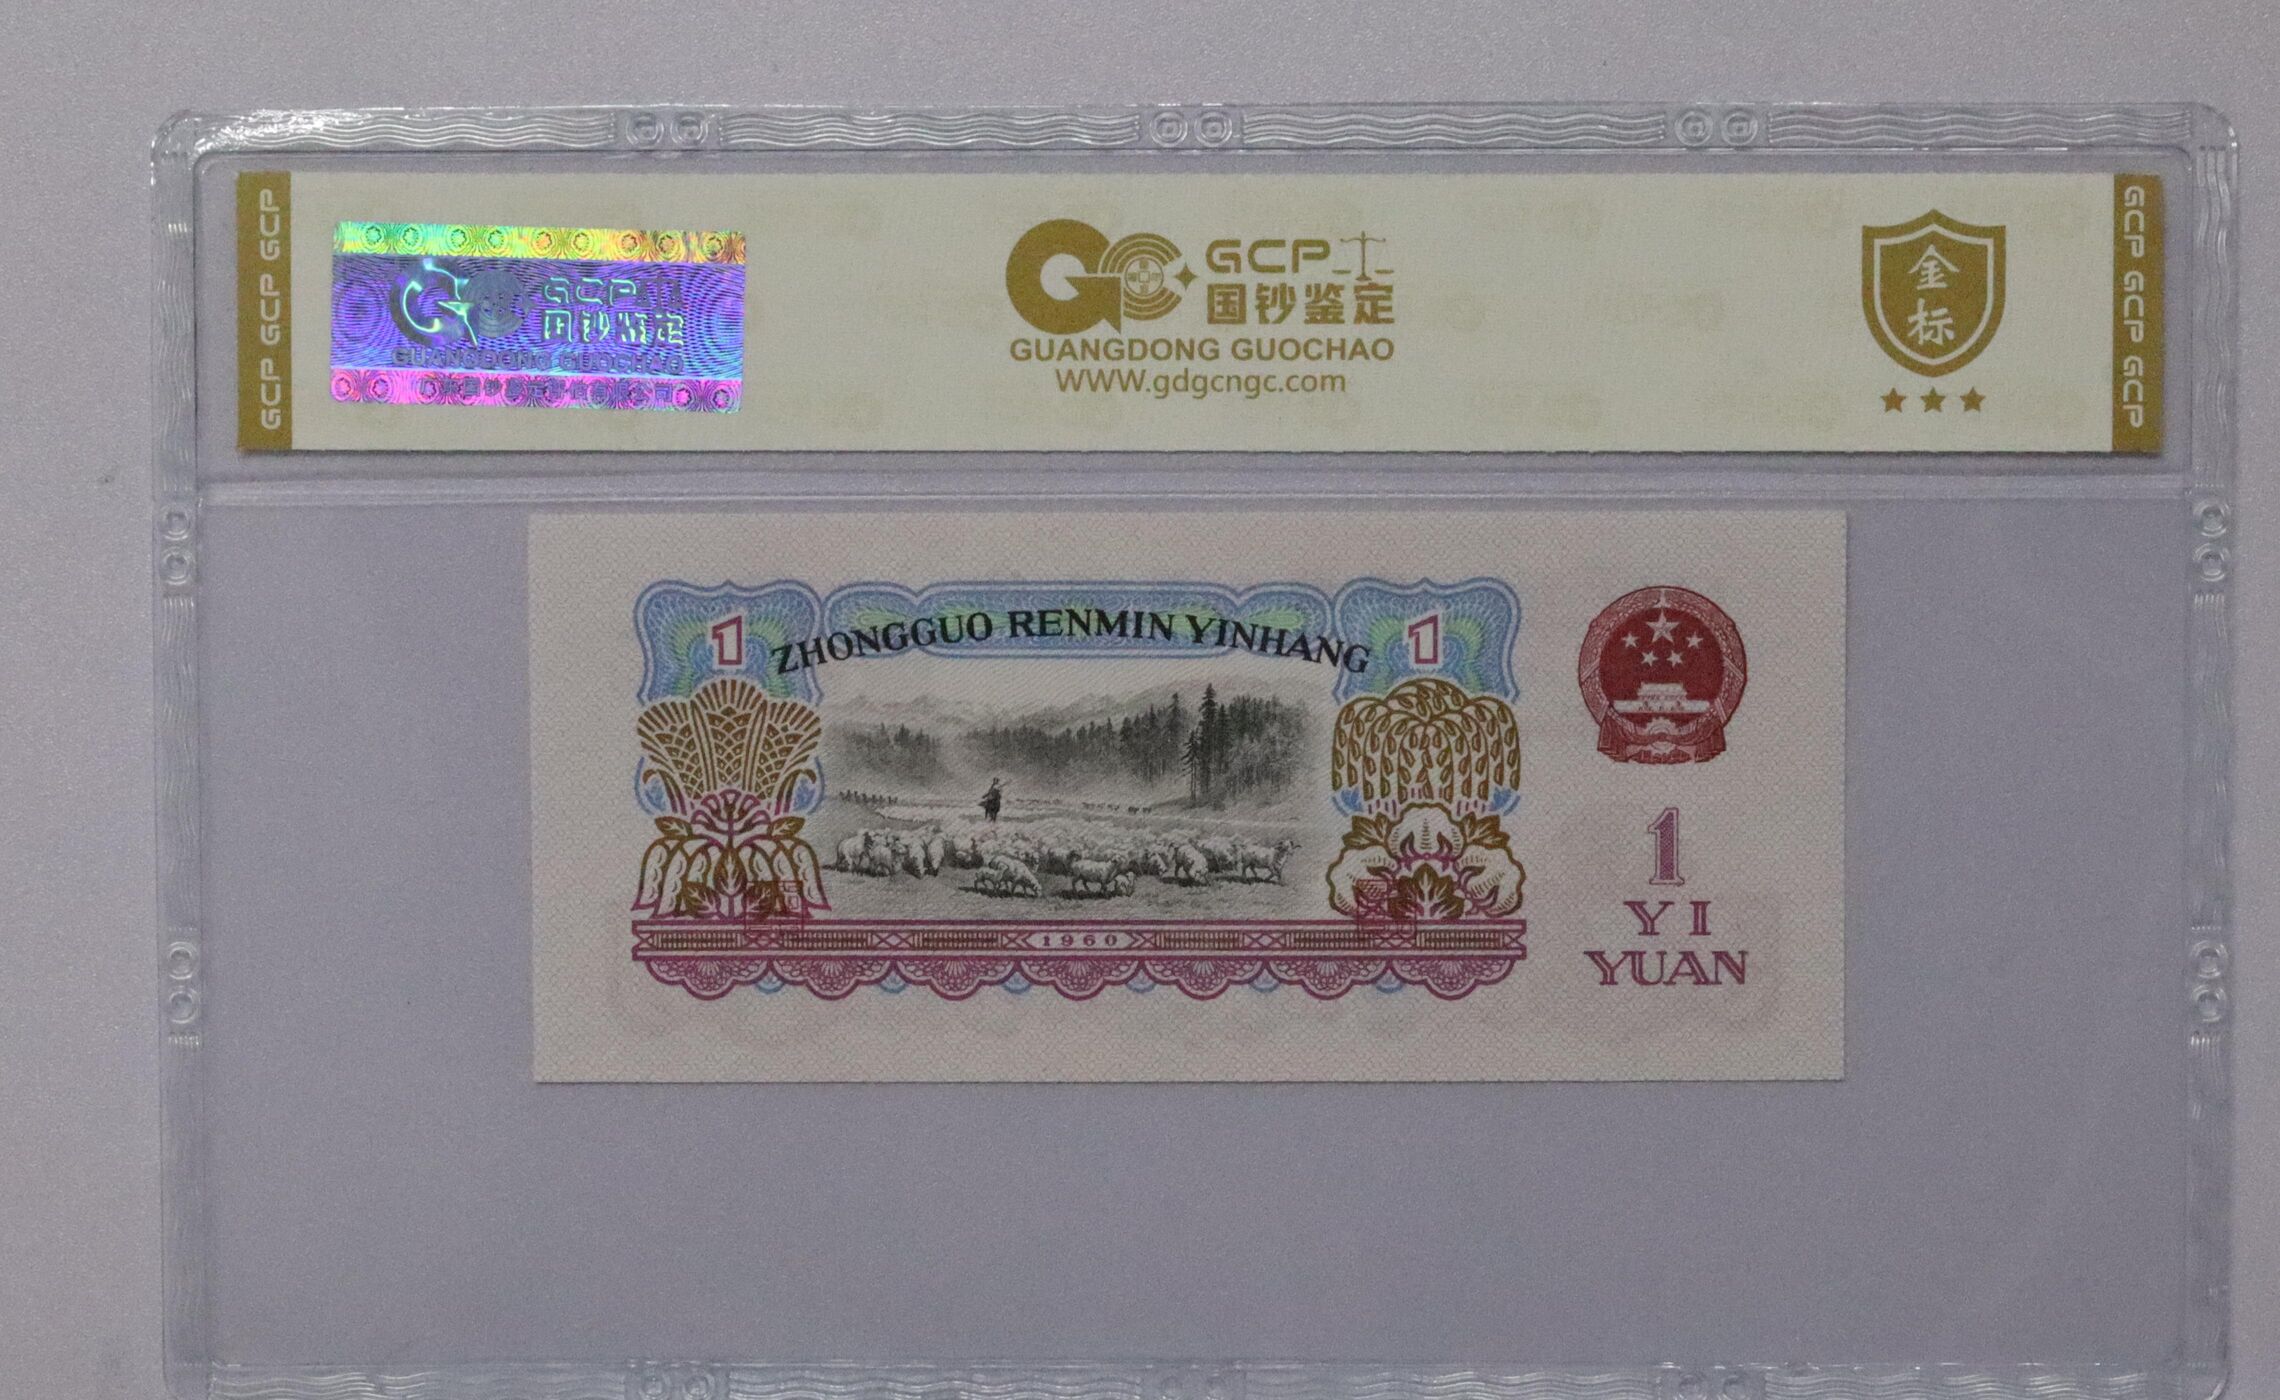 GCP GCP GCP
GCP
国钞鉴定
GUANGDONG GUOCHAO
GCP
国钞鉴定
GUANGDONG GUOCHAO
WWW.gdgcngc.com
金
标
GCP GCP GCP
1 ZHONGGUO RENMIN YINHANG 1
1
YI
YUAN
1960